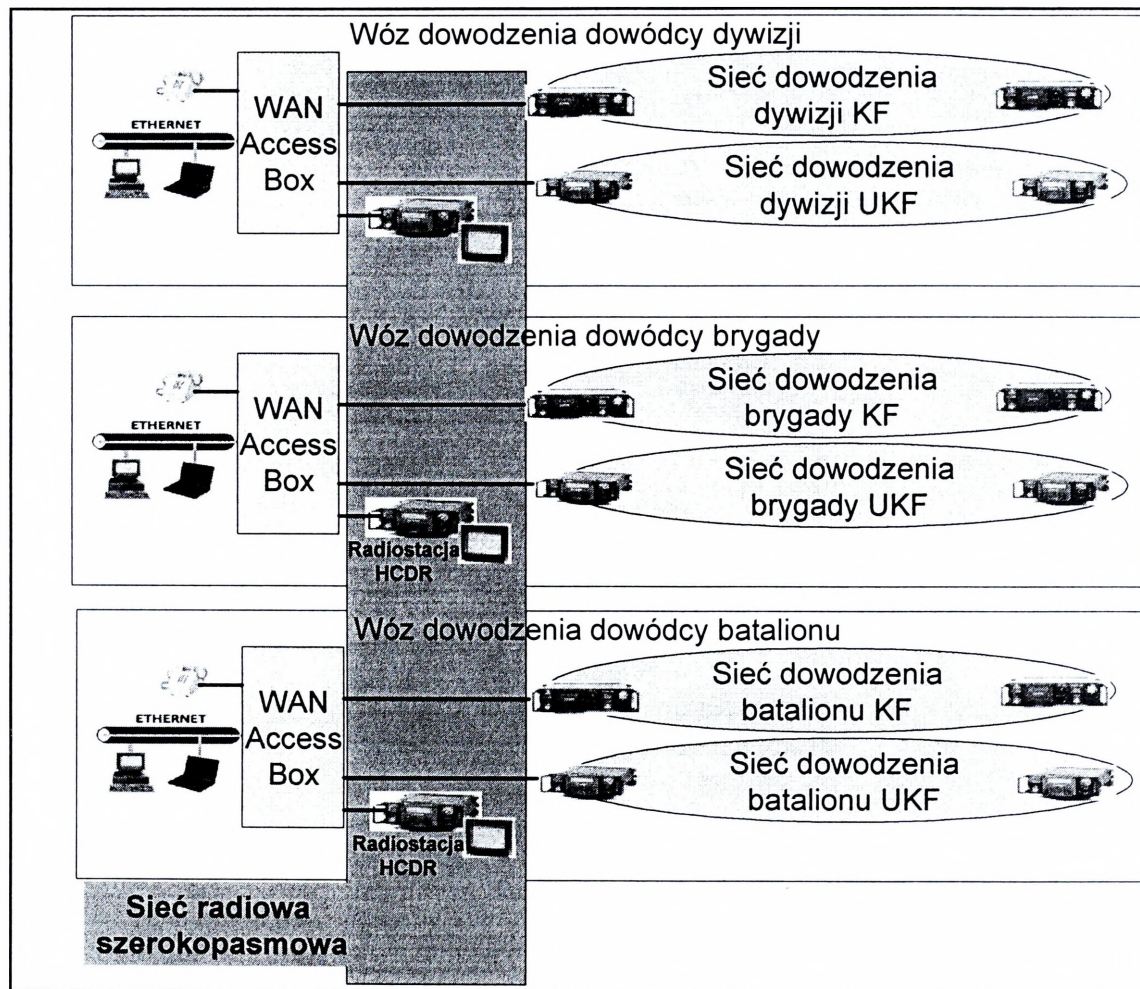 Wóz dowodzenia dowódcy dywizji
ETHERNET
WAN
Access
Box
Sieć dowodzenia
dywizji KF
Sieć dowodzenia
dywizji UKF
Wóz dowodzenia dowódcy brygady
ETHERNET
WAN
Access
Box
Sieć dowodzenia
brygady KF
Sieć dowodzenia
brygady UKF
Radiostacja
HCDR
Wóz dowodzenia dowódcy batalionu
ETHERNET
WAN
Access
Box
Sieć dowodzenia
batalionu KF
Sieć dowodzenia
batalionu UKF
Radiostacja
HCDR
Sieć radiowa
szerokopasmowa